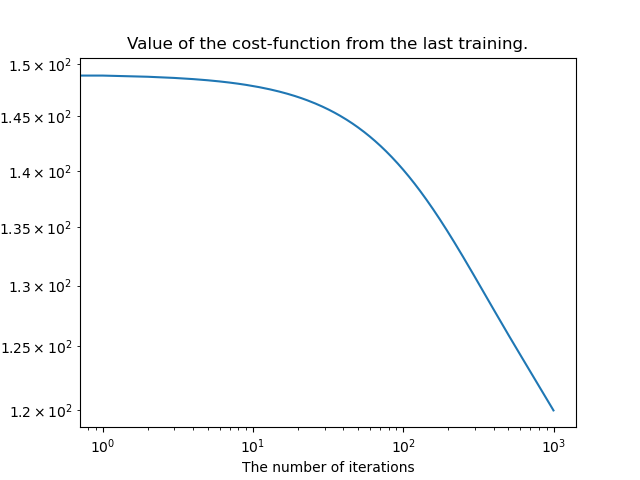 Value of the cost-function from the last training.
1.5 × 10²
1.45 × 10²
1.4 × 10²
1.35 × 10²
1.3 × 10²
1.25 × 10²
1.2 × 10²
10⁰ 10¹ 10² 10³
The number of iterations